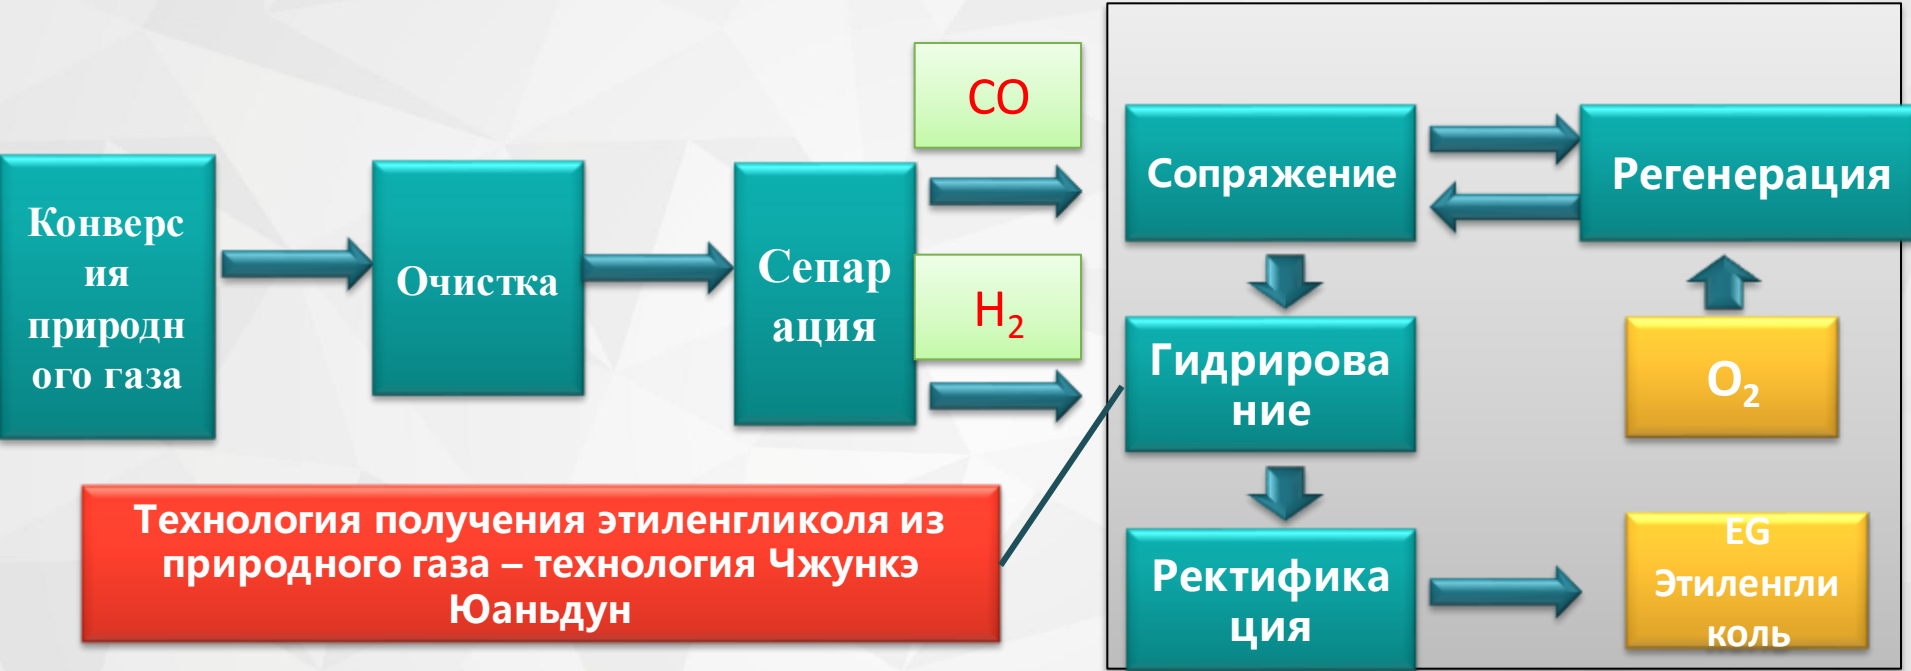 Конверс
ия
природн
ого газа
Очистка
Сепар
ация
CO
H₂
Сопряжение
Регенерация
Гидрирова
ние
O₂
Ректифика
ция
EG
Этиленгли
коль
Технология получения этиленгликоля из
природного газа – технология Чжункэ
Юаньдун